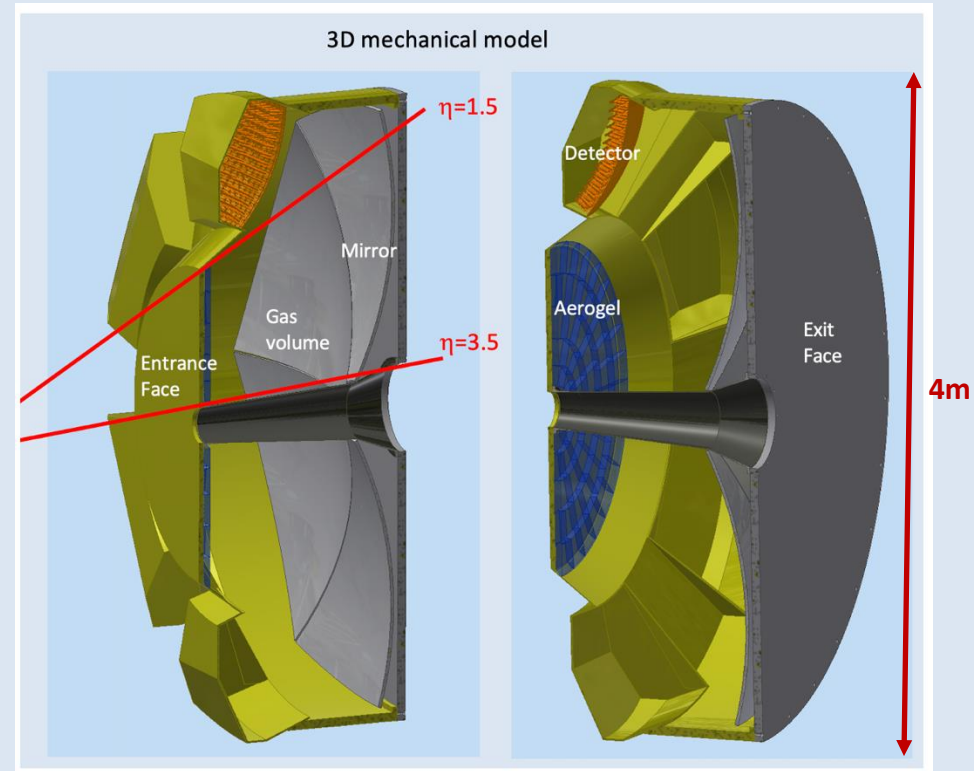 3D mechanical model
η=1.5
Mirror
Gas
volume
η=3.5
Entrance
Face
Detector
Aerogel
Exit
Face
4m